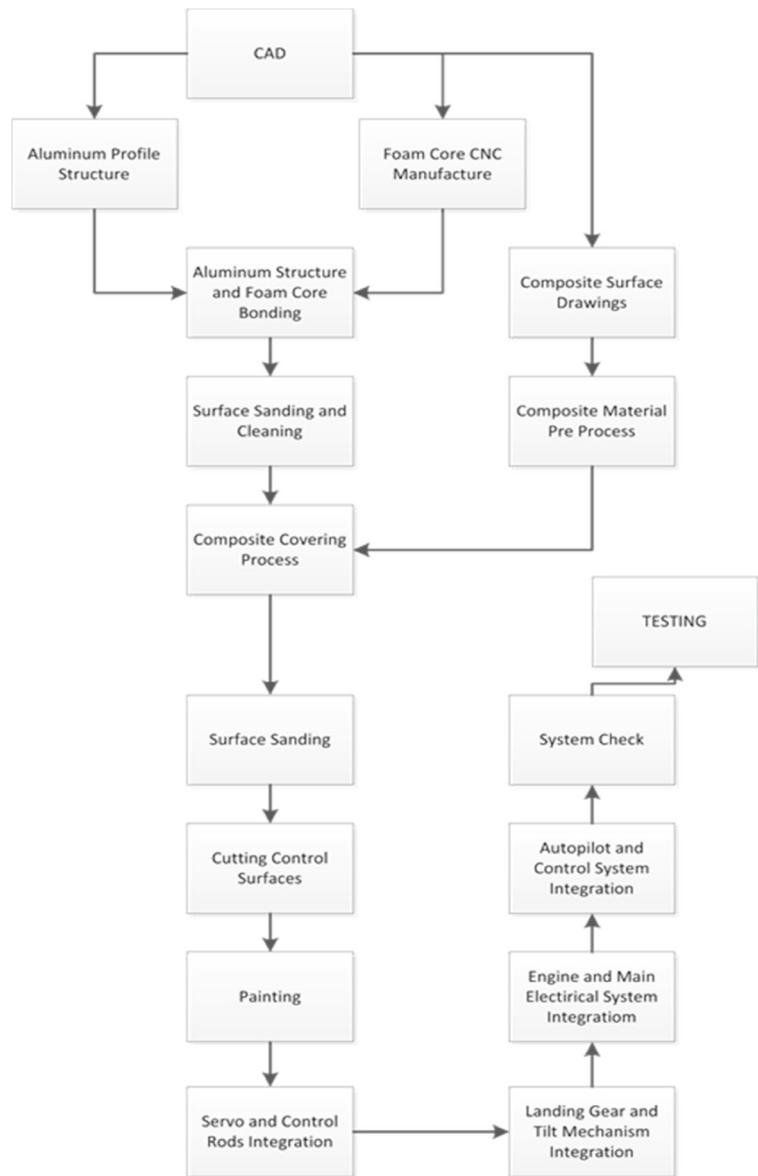 CAD
Aluminum Profile
Structure
Foam Core CNC
Manufacture
Aluminum Structure
and Foam Core
Bonding
Composite Surface
Drawings
Surface Sanding and
Cleaning
Composite Material
Pre Process
Composite Covering
Process
TESTING
Surface Sanding
System Check
Cutting Control
Surfaces
Autopilot and
Control System
Integration
Painting
Engine and Main
Electirical System
Integratiom
Servo and Control
Rods Integration
Landing Gear and
Tilt Mechanism
Integration